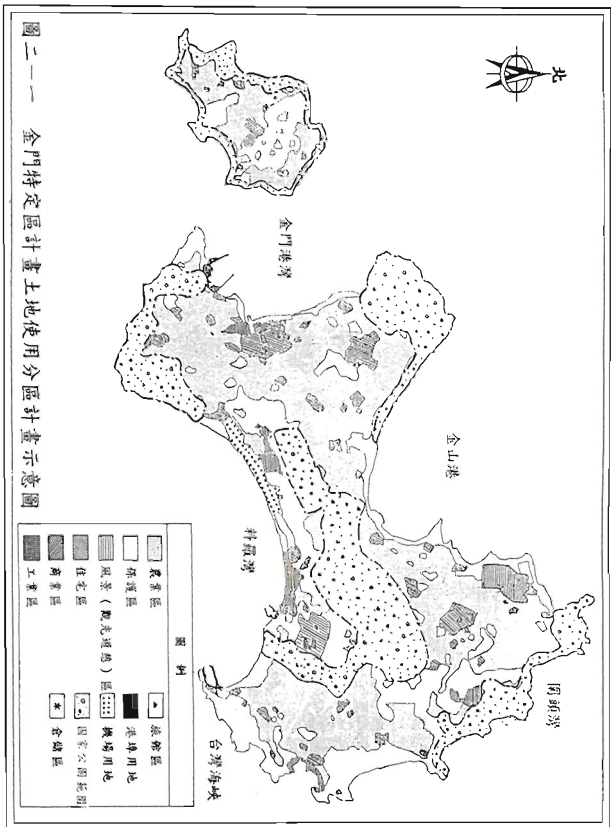 北
金門港灣
金山港
料羅灣
開頭灣
台灣海峽
圖例
農業區
保護區
風景(觀光遊憩)區
住宅區
商業區
工業區
旅館區
港埠用地
機場用地
國家公園範圍
倉儲區
圖二—一 金門特定區計畫土地使用分區計畫示意圖